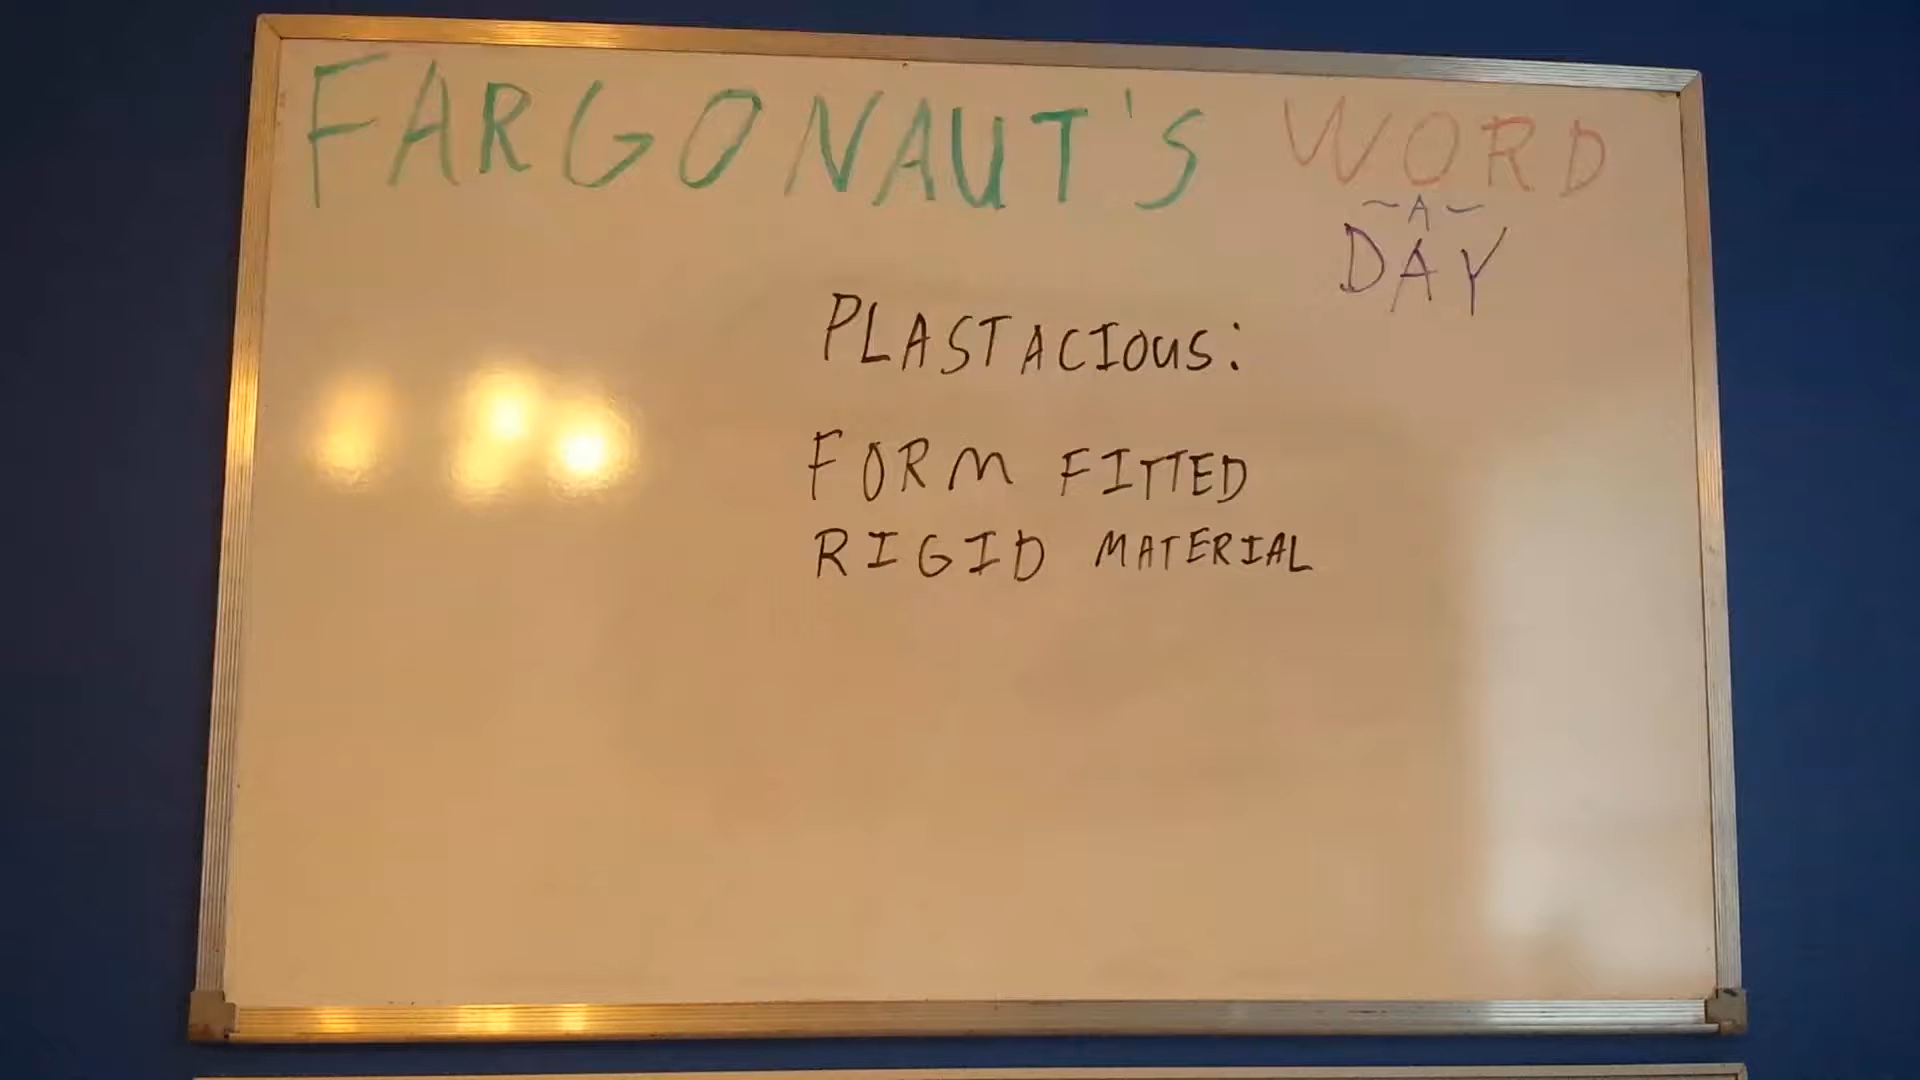 FARGONAUT'S WORD
~A~
DAY
PLASTACIOUS:
FORM FITTED
RIGID MATERIAL